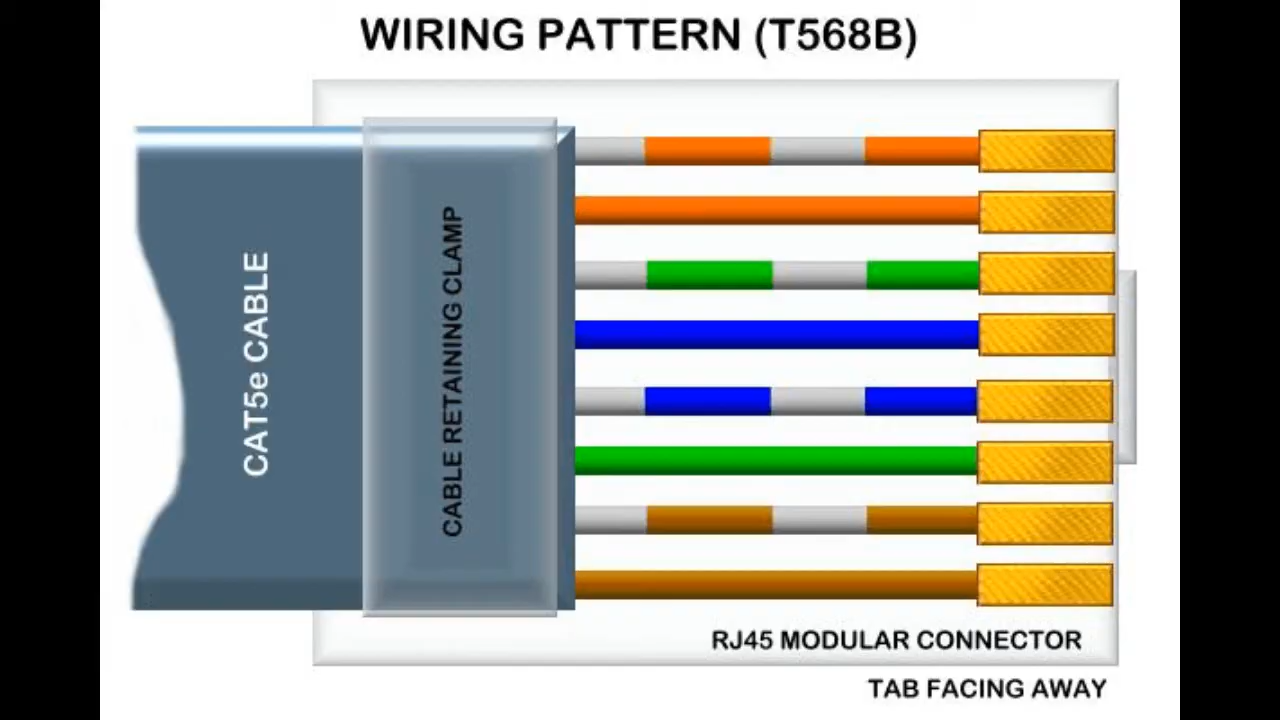 WIRING PATTERN (T568B)
CAT5e CABLE
CABLE RETAINING CLAMP
RJ45 MODULAR CONNECTOR
TAB FACING AWAY